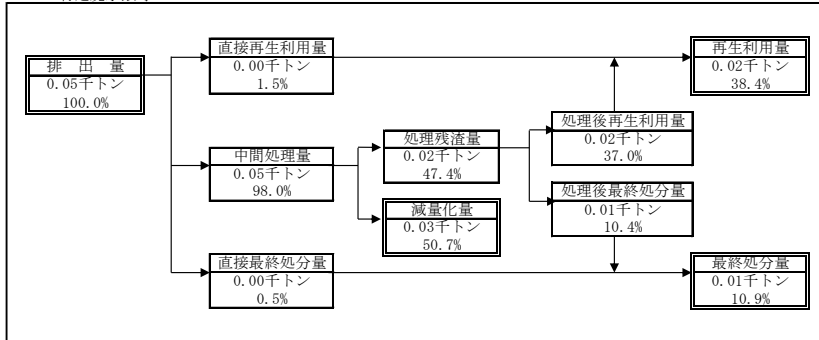 排 出 量
0.05千トン
100.0%
直接再生利用量
0.00千トン
1.5%
中間処理量
0.05千トン
98.0%
直接最終処分量
0.00千トン
0.5%
処理残渣量
0.02千トン
47.4%
減量化量
0.03千トン
50.7%
処理後再生利用量
0.02千トン
37.0%
処理後最終処分量
0.01千トン
10.4%
再生利用量
0.02千トン
38.4%
最終処分量
0.01千トン
10.9%